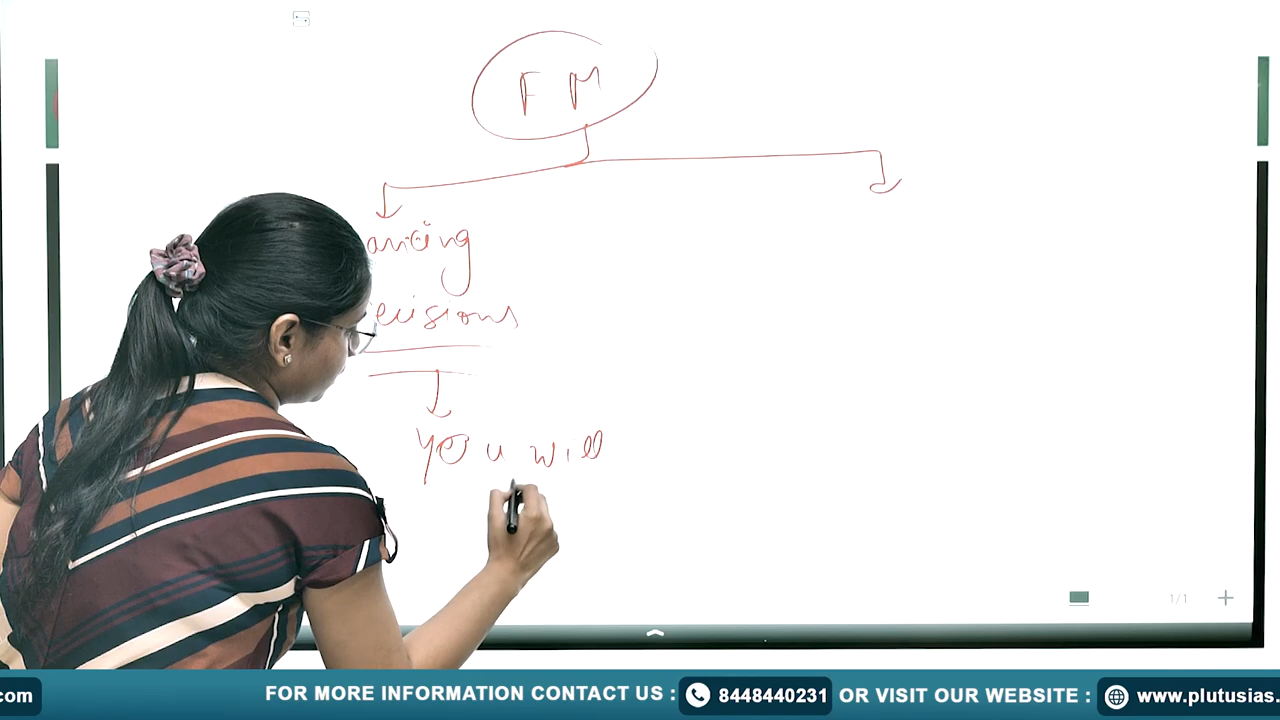 FM
ancing
ecisions
you will
1/1
com
FOR MORE INFORMATION CONTACT US : 8448440231 OR VISIT OUR WEBSITE : www.plutusias.